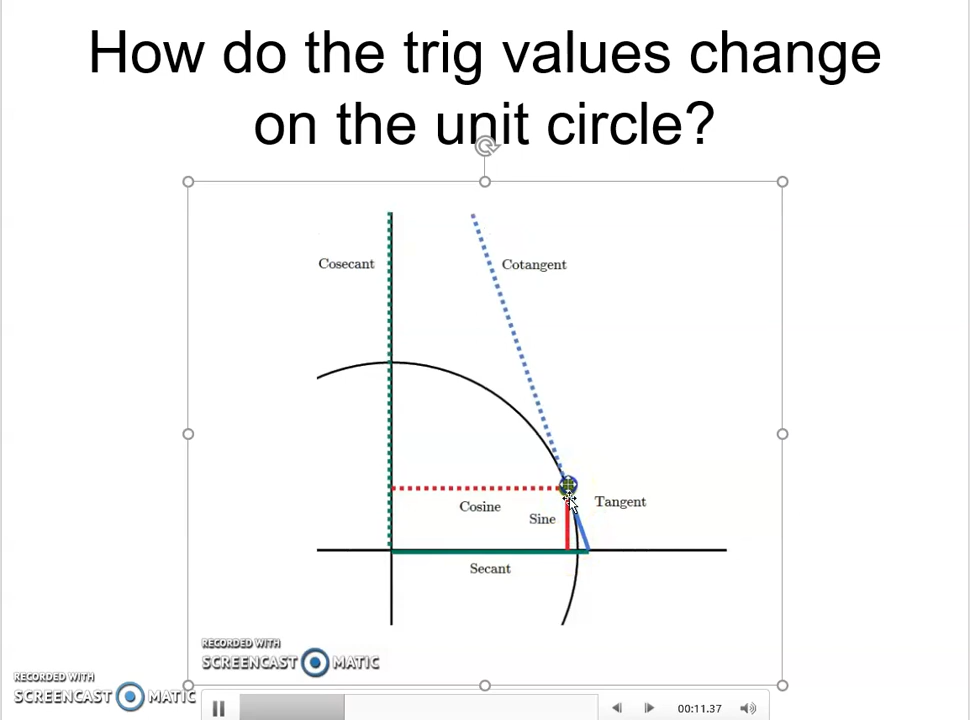 How do the trig values change
on the unit circle?
Cosecant
Cotangent
Cosine
Sine
Tangent
Secant
RECORDED WITH
SCREENCAST MATIC
RECORDED WITH
SCREENCAST MATIC
00:11.37